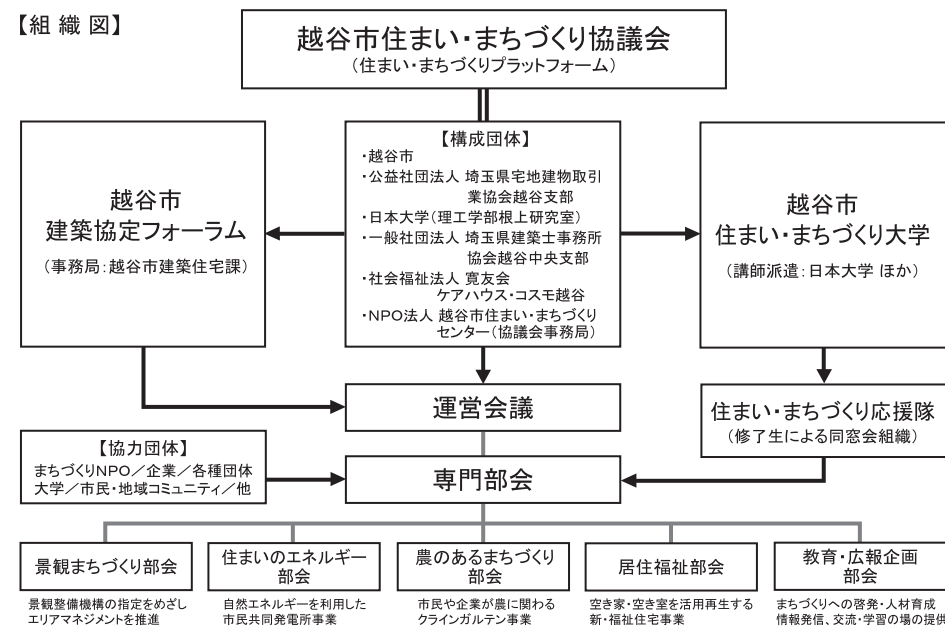 【組織図】
越谷市住まい・まちづくり協議会
（住まい・まちづくりプラットフォーム）
越谷市
建築協定フォーラム
（事務局：越谷市建築住宅課）
【構成団体】
・越谷市
・公益社団法人 埼玉県宅地建物取引
業協会越谷支部
・日本大学（理工学部根上研究室）
・一般社団法人 埼玉県建築士事務所
協会越谷中央支部
・社会福祉法人 寛友会
ケアハウス・コスモ越谷
・NPO法人 越谷市住まい・まちづくり
センター（協議会事務局）
越谷市
住まい・まちづくり大学
（講師派遣：日本大学 ほか）
運営会議
住まい・まちづくり応援隊
（修了生による同窓会組織）
【協力団体】
まちづくりNPO／企業／各種団体
大学／市民・地域コミュニティ／他
専門部会
景観まちづくり部会
景観整備機構の指定をめざし
エリアマネジメントを推進
住まいのエネルギー
部会
自然エネルギーを利用した
市民共同発電所事業
農のあるまちづくり
部会
市民や企業が農に関わる
クラインガルテン事業
居住福祉部会
空き家・空き室を活用再生する
新・福祉住宅事業
教育・広報企画
部会
まちづくりへの啓発・人材育成
情報発信、交流・学習の場の提供